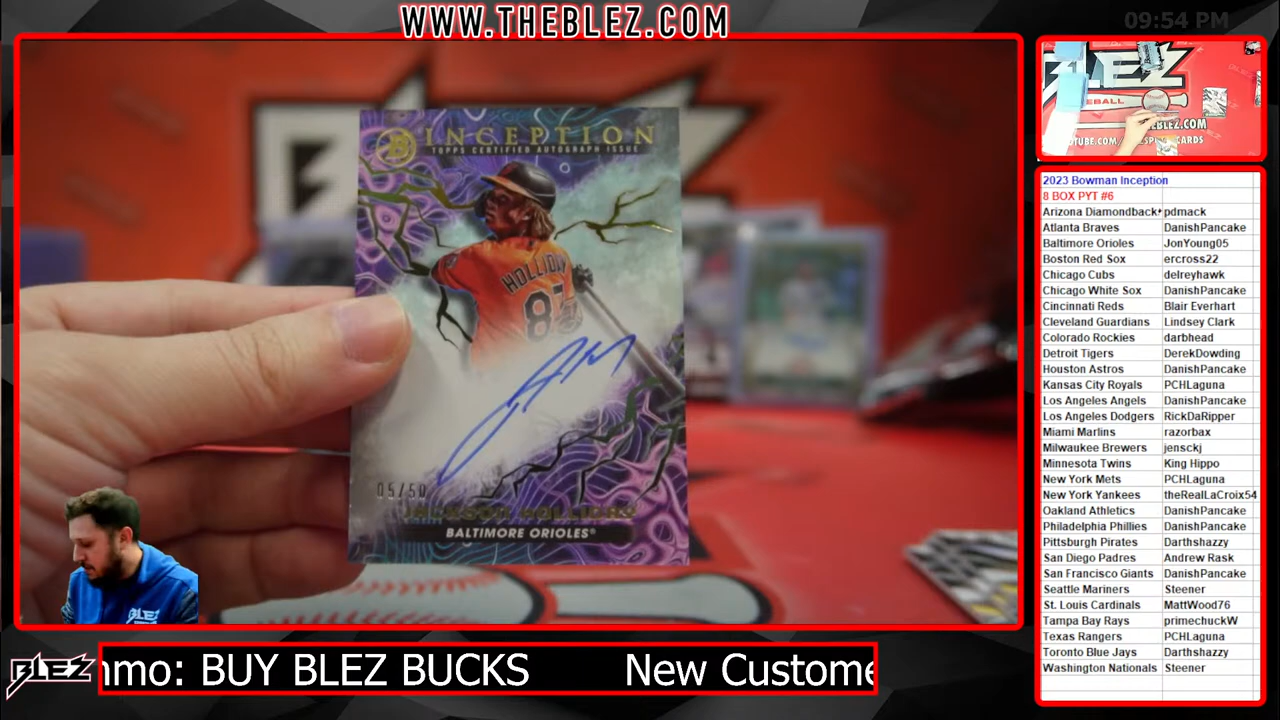 WWW.THEBLEZ.COM
09:54 PM
INCEPTION
TOPPS CERTIFIED AUTOGRAPH ISSUE
HOLLIDAY
87
05/50
JACKSON HOLLIDAY
BALTIMORE ORIOLES®
BLEZ
BASEBALL
BLEZ
2023 Bowman Inception
8 BOX PYT #6
Arizona Diamondback pdmack
Atlanta Braves DanishPancake
Baltimore Orioles JonYoung05
Boston Red Sox ercross22
Chicago Cubs delreyhawk
Chicago White Sox DanishPancake
Cincinnati Reds Blair Everhart
Cleveland Guardians Lindsey Clark
Colorado Rockies darbhead
Detroit Tigers DerekDowding
Houston Astros DanishPancake
Kansas City Royals PCHLaguna
Los Angeles Angels DanishPancake
Los Angeles Dodgers RickDaRipper
Miami Marlins razorbax
Milwaukee Brewers jensckj
Minnesota Twins King Hippo
New York Mets PCHLaguna
New York Yankees theRealLaCroix54
Oakland Athletics DanishPancake
Philadelphia Phillies DanishPancake
Pittsburgh Pirates Darthshazzy
San Diego Padres Andrew Rask
San Francisco Giants DanishPancake
Seattle Mariners Steener
St. Louis Cardinals MattWood76
Tampa Bay Rays primechuckW
Texas Rangers PCHLaguna
Toronto Blue Jays Darthshazzy
Washington Nationals Steener
BLEZ
mmo: BUY BLEZ BUCKS New Custome